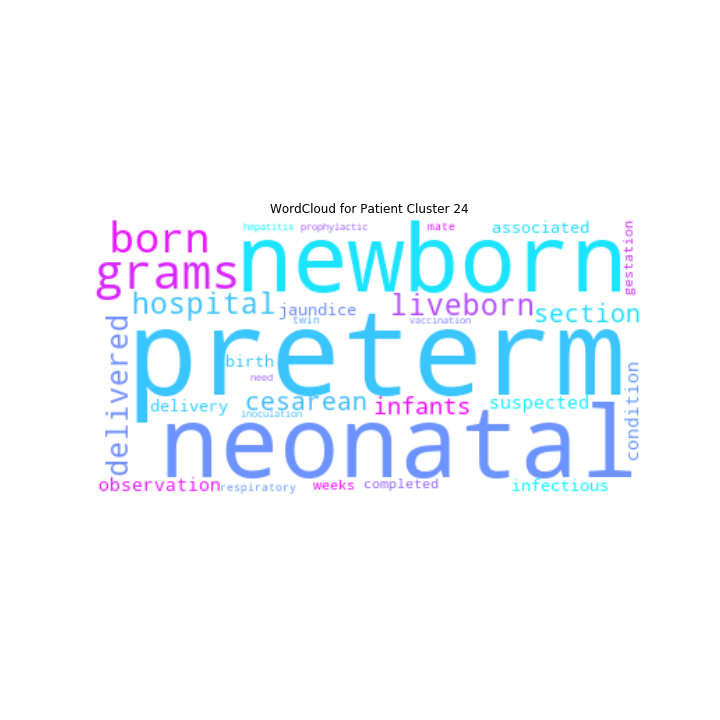 WordCloud for Patient Cluster 24
hepatitis prophylactic mate associated
born newborn gestation
grams
hospital jaundice liveborn section
twin vaccination
delivered preterm
birth condition
need
delivery cesarean infants suspected
inoculation
neonatal
observation respiratory weeks completed infectious